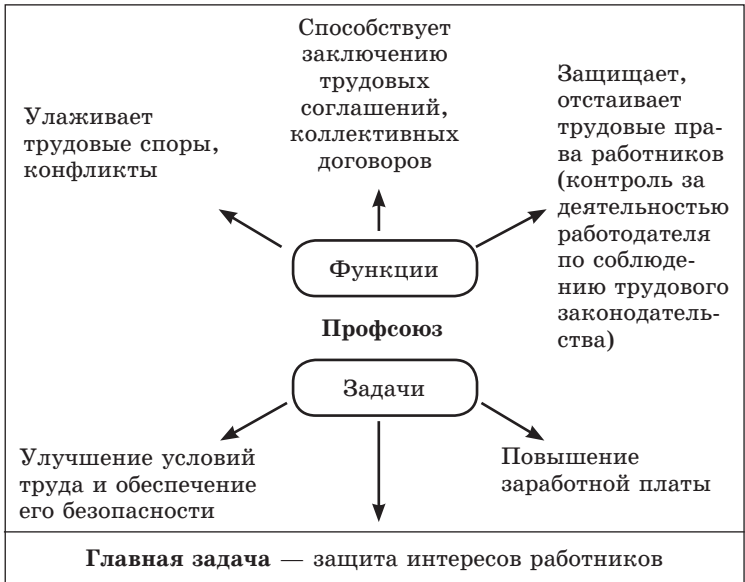 Способствует
заключению
трудовых
соглашений,
коллективных
договоров
Улаживает
трудовые споры,
конфликты
Защищает,
отстаивает
трудовые пра-
ва работников
(контроль за
деятельностью
работодателя
по соблюде-
нию трудового
законодатель-
ства)
Функции
Профсоюз
Задачи
Улучшение условий
труда и обеспечение
его безопасности
Повышение
заработной платы
Главная задача — защита интересов работников